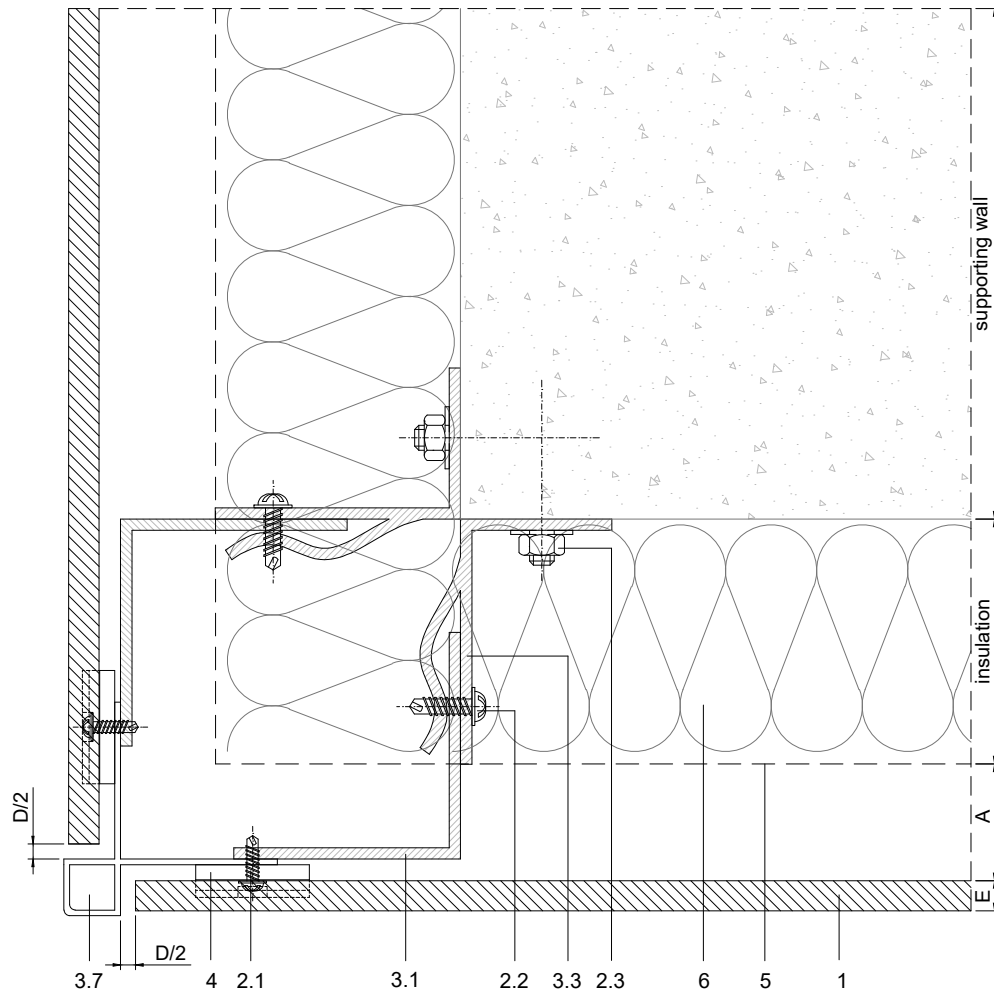 supporting wall
insulation
A
E
D/2
D/2
3.7
4
2.1
3.1
2.2
3.3
2.3
6
5
1